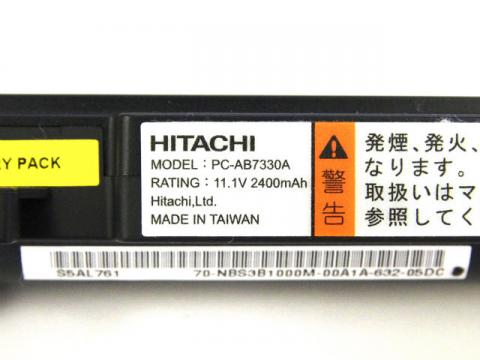 RY PACK
HITACHI
MODEL: PC-AB7330A
RATING: 11.1V 2400mAh
Hitachi,Ltd.
MADE IN TAIWAN
警告
発煙、発火、
なります。
取扱いはマ
参照してく
S5AL761 70-NBS3B1000M-00A1A-632-05DC